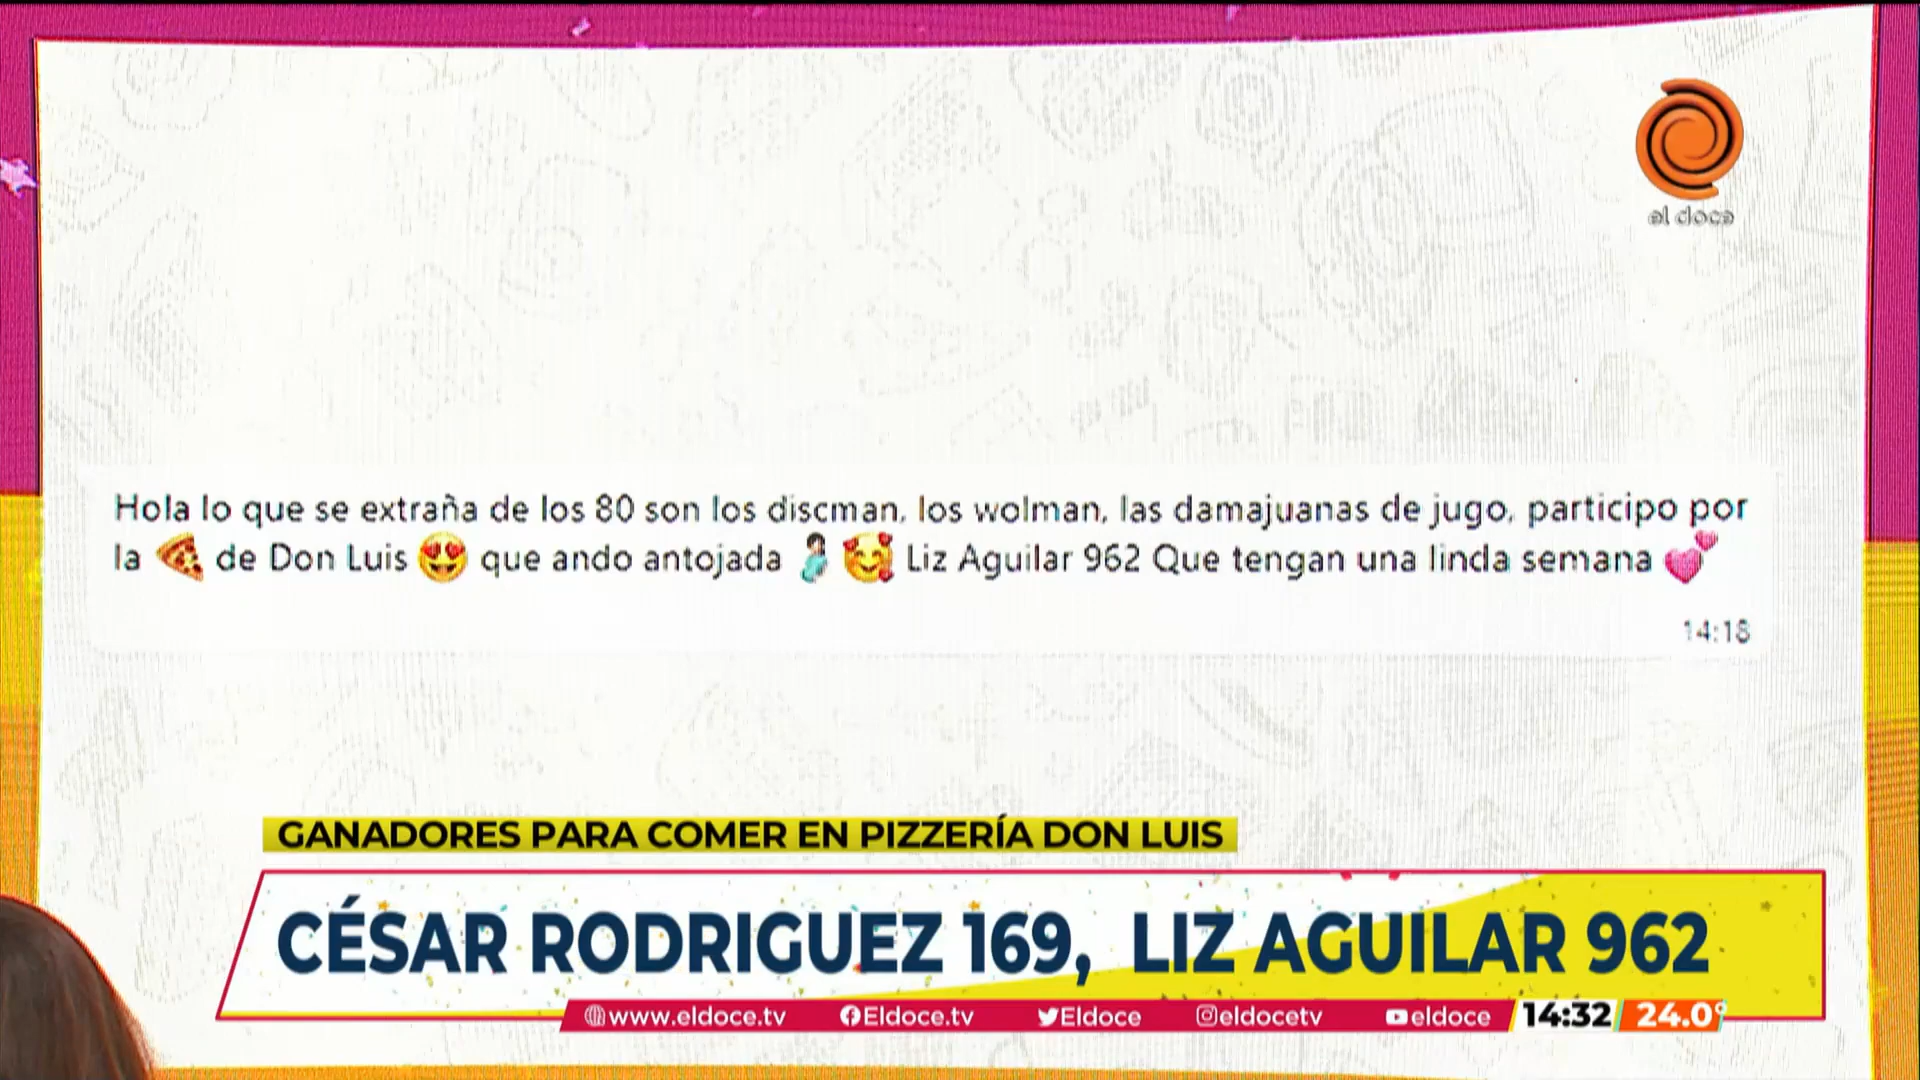 el doce
Hola lo que se extraña de los 80 son los discman, los wolman, las damajuanas de jugo, participo por
la 🍕 de Don Luis 😍 que ando antojada 🤰🥰 Liz Aguilar 962 Que tengan una linda semana 💕
14:18
GANADORES PARA COMER EN PIZZERÍA DON LUIS
CÉSAR RODRIGUEZ 169, LIZ AGUILAR 962
www.eldoce.tv Eldoce.tv Eldoce eldocetv eldoce 14:32 24.0°